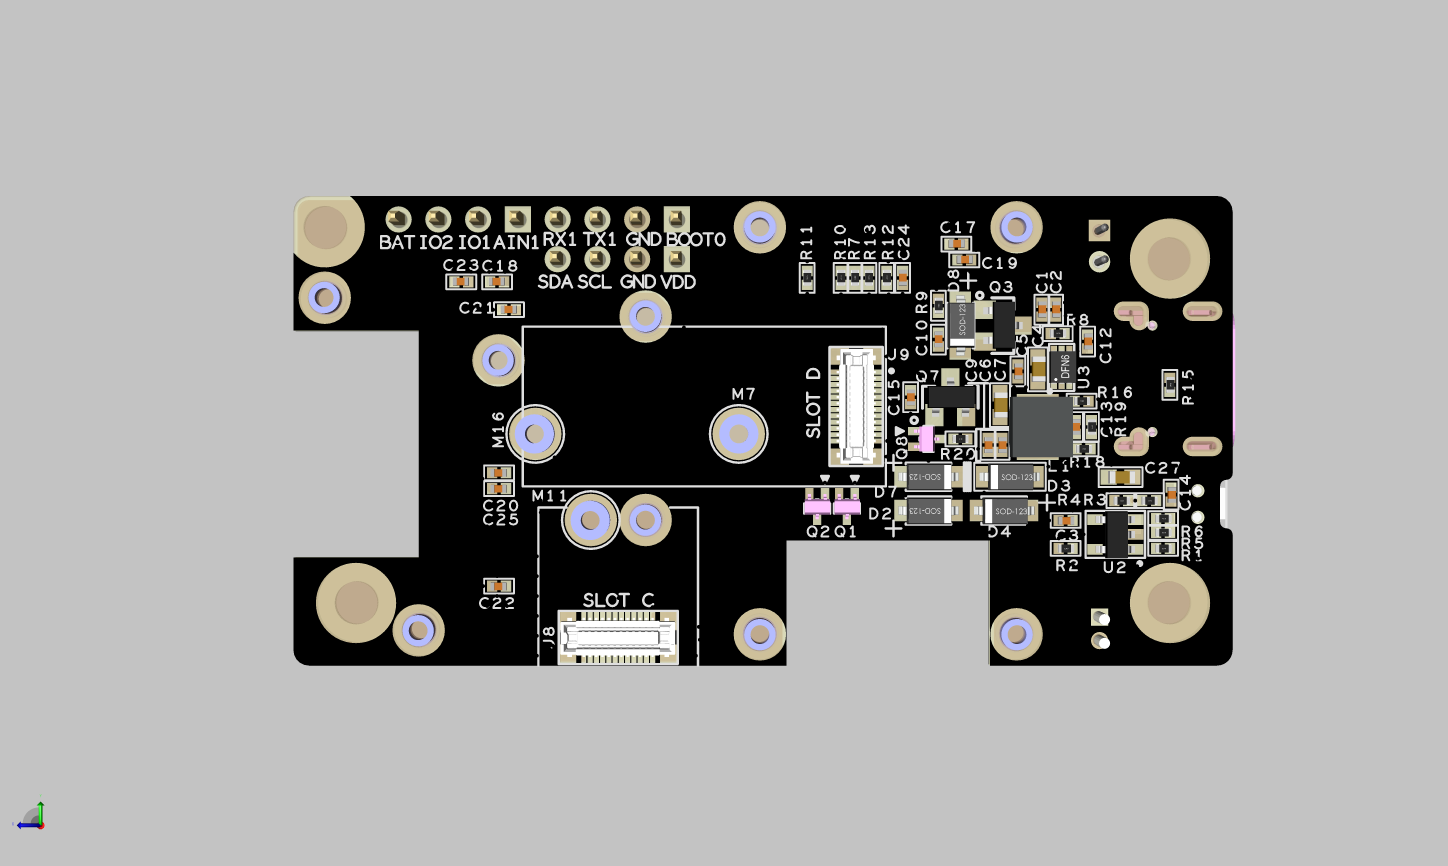 BAT IO2 IO1 AIN1 RX1 TX1 GND BOOT0
SDA SCL GND VDD
C23 C18
C21
R11 R10 R7 R13 R12 C24
C17
C19
D8
Q3
C1 C2
R9
C10
R8
C12
SOD-123
DFN6
U3
J9
SLOT D
M7
M16
C15
Q7
C9 C6 C7
C5
R16
C13
R19
R15
Q8
R20
R18
L1
C27
C14
C20
C25
M11
D7
SOD-123
SOD-123
D3
R4 R3
D2
SOD-123
SOD-123
D4
Q2 Q1
C3
R2
U2
R6
R5
R1
C22
SLOT C
J8